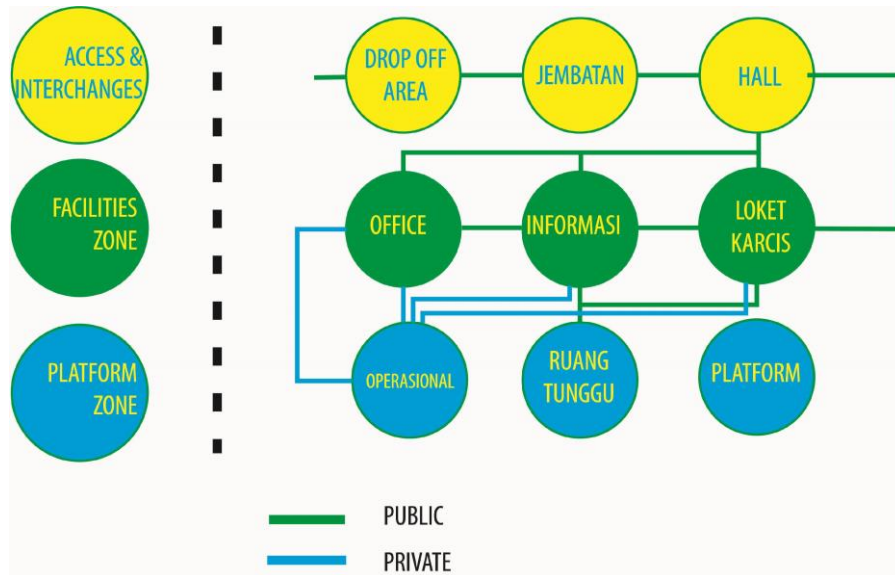 ACCESS &
INTERCHANGES
DROP OFF
AREA
JEMBATAN
HALL
FACILITIES
ZONE
OFFICE
INFORMASI
LOKET
KARCIS
PLATFORM
ZONE
OPERASIONAL
RUANG
TUNGGU
PLATFORM
PUBLIC
PRIVATE